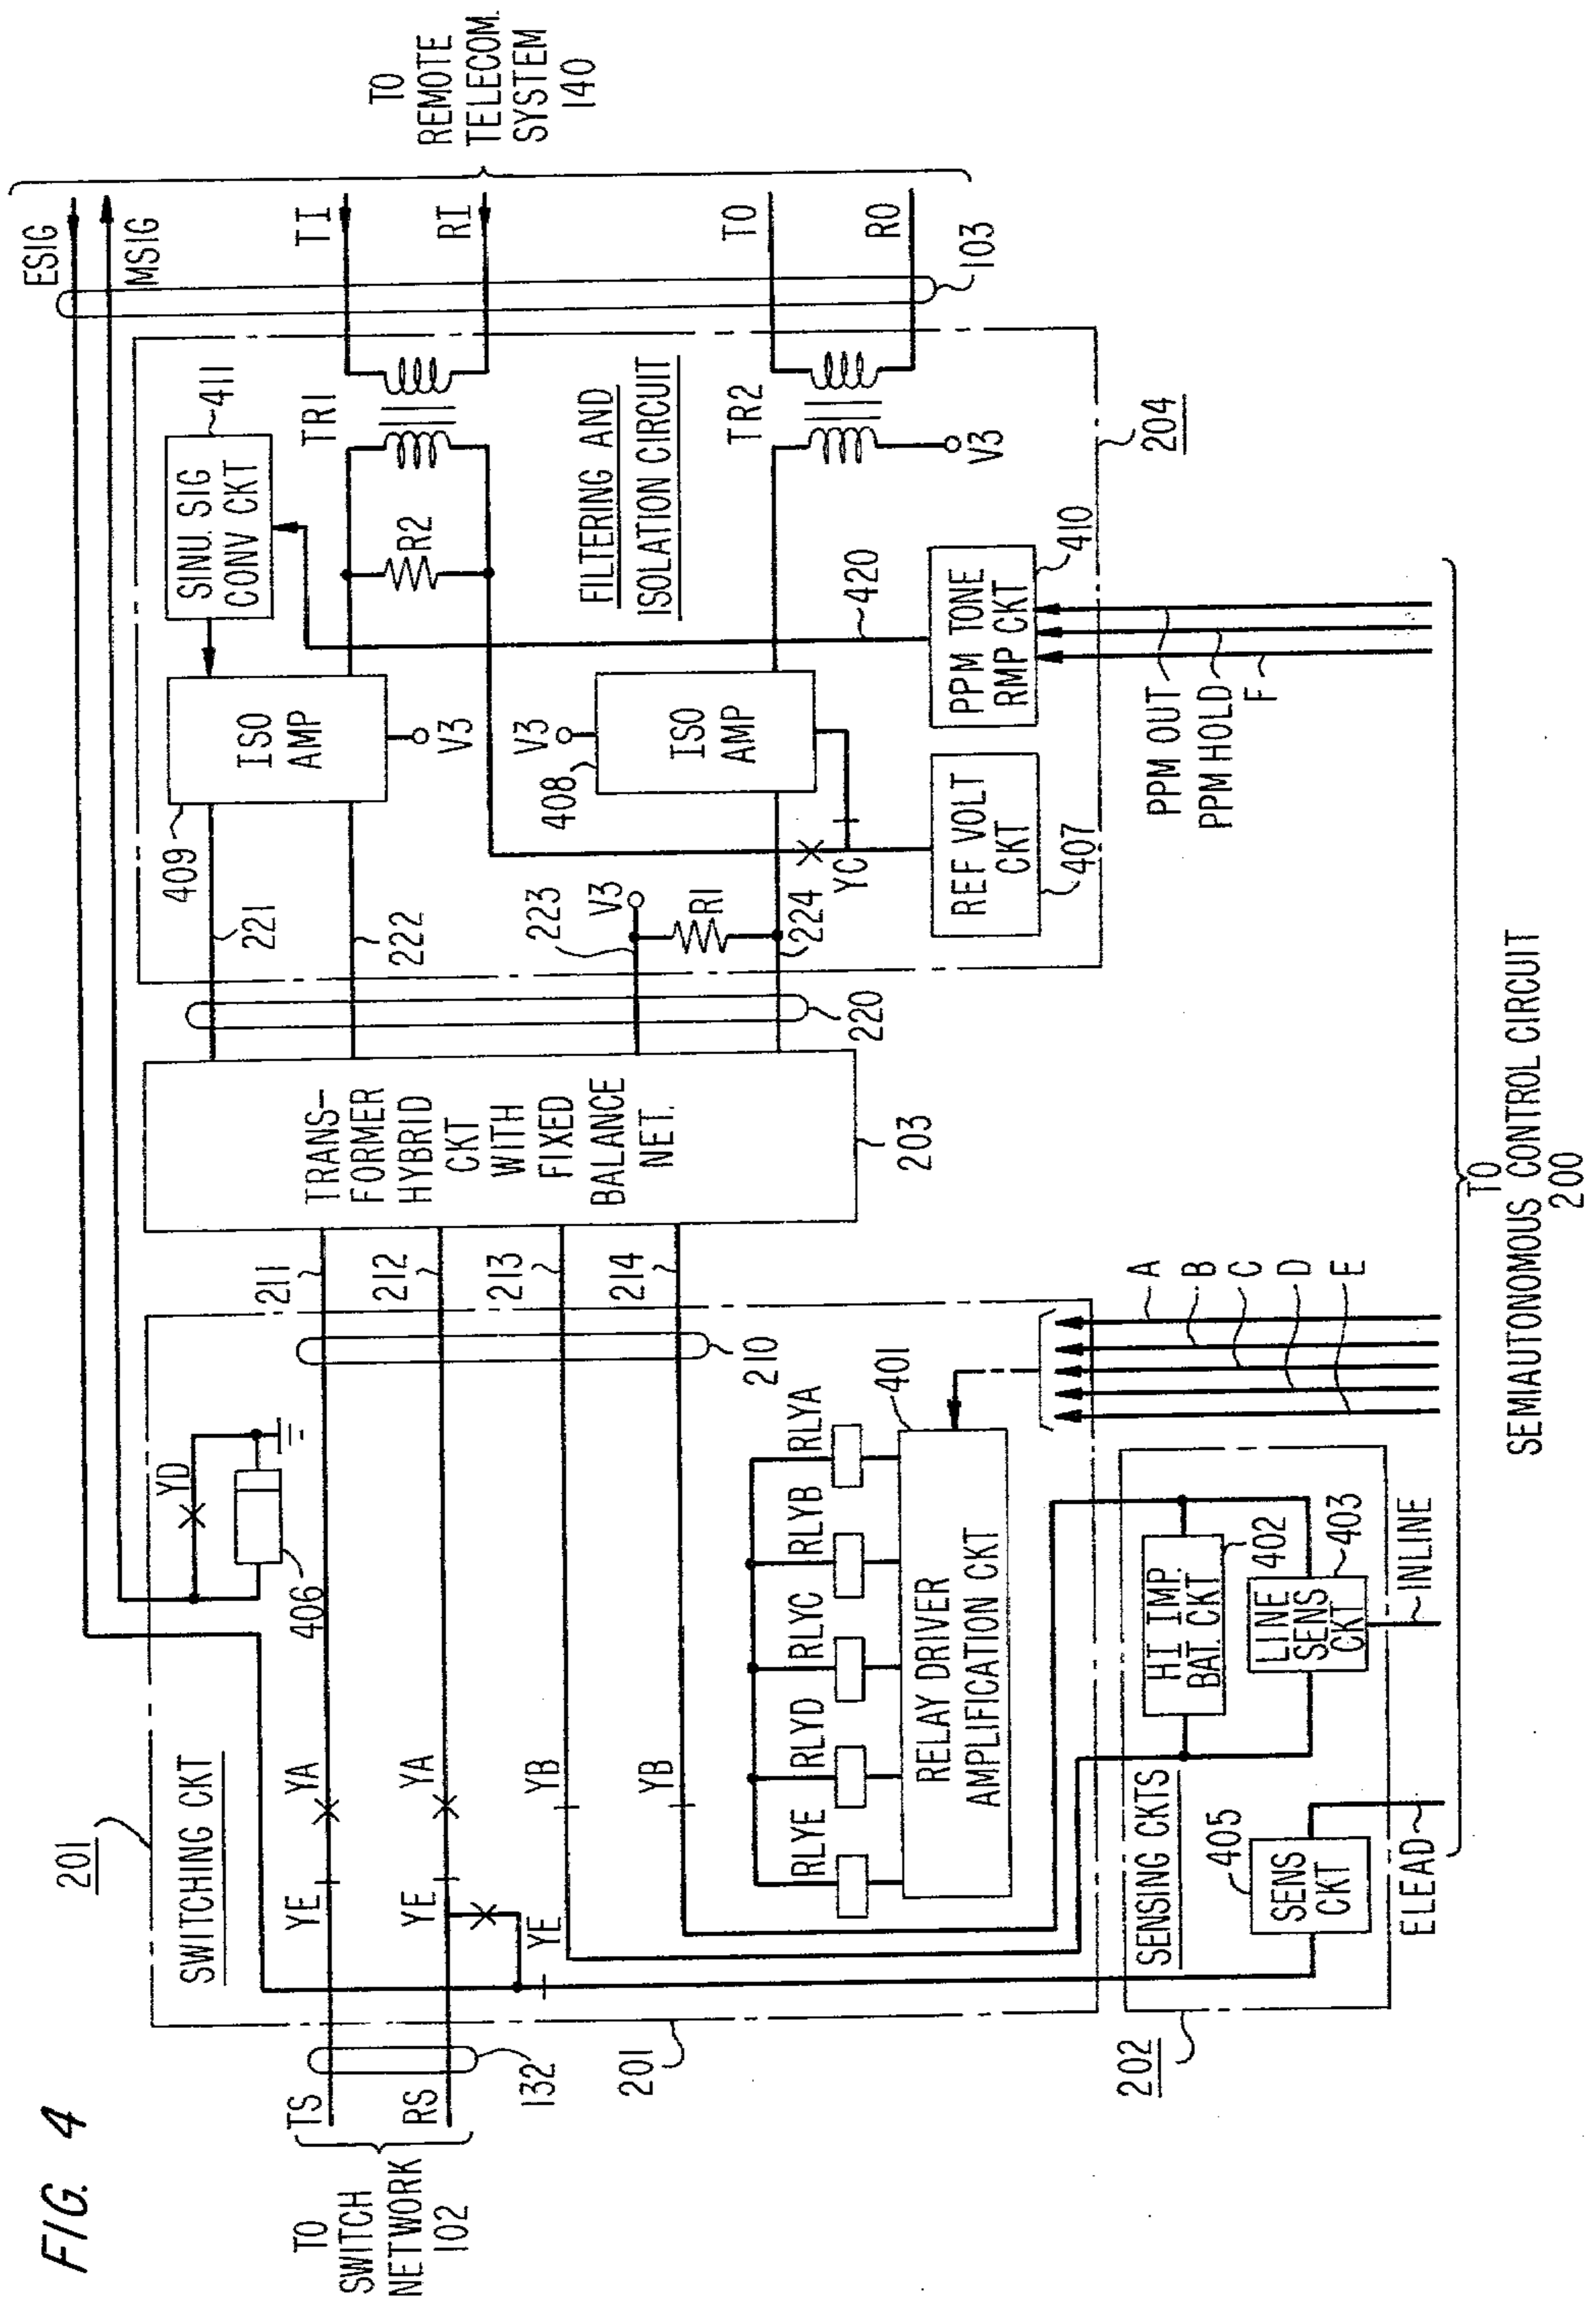 FIG. 4
TO
SWITCH
NETWORK
102
TS
RS
132
201
201
SWITCHING CKT
YE
YA
YE
YA
YE
YB
YB
YD
406
RLYE
RLYD
RLYC
RLYB
RLYA
401
RELAY DRIVER
AMPLIFICATION CKT
211
212
213
214
210
TRANS-
FORMER
HYBRID
CKT
WITH
FIXED
BALANCE
NET.
203
220
221
222
223
224
409
ISO
AMP
V3
411
SINU. SIG
CONV CKT
TR1
R2
FILTERING AND
ISOLATION CIRCUIT
V3
R1
V3
408
ISO
AMP
YC
REF VOLT
CKT
407
420
PPM TONE
RMP CKT
410
TR2
V3
204
ESIG
MSIG
TI
RI
TO
RO
103
TO
REMOTE
TELECOM.
SYSTEM
140
202
SENSING CKTS
405
SENS
CKT
HI IMP.
BAT. CKT
402
LINE
SENS
CKT
403
ELEAD
INLINE
A
B
C
D
E
PPM OUT
PPM HOLD
F
TO
SEMIAUTONOMOUS CONTROL CIRCUIT
200